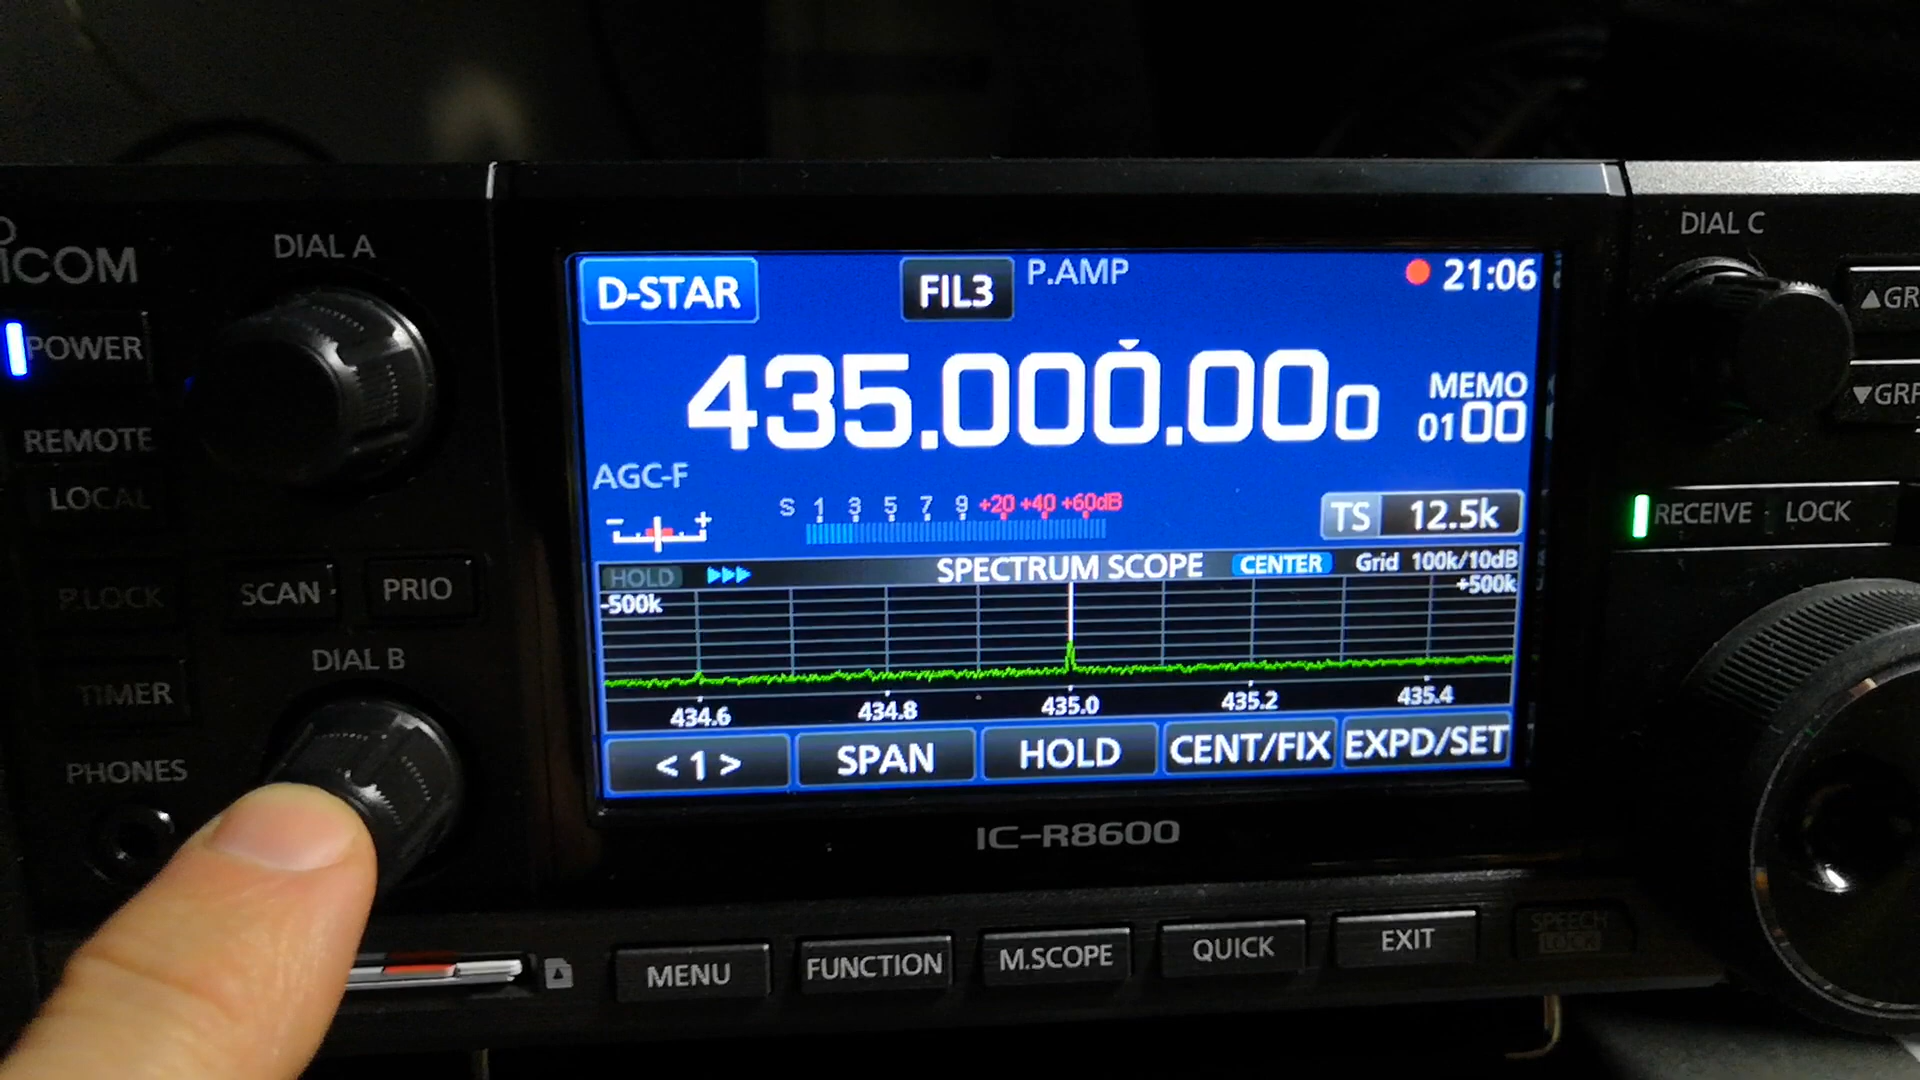 ICOM
DIAL A
POWER
REMOTE
LOCAL
P.LOCK
SCAN
PRIO
DIAL B
TIMER
PHONES
D-STAR
FIL3
P.AMP
21:06
435.000.000
MEMO
0100
AGC-F
- +
S 1 3 5 7 9 +20 +40 +60dB
TS 12.5k
HOLD
SPECTRUM SCOPE
CENTER
Grid 100k/10dB
-500k
+500k
434.6 434.8 435.0 435.2 435.4
< 1 >
SPAN
HOLD
CENT/FIX
EXPD/SET
IC-R8600
MENU
FUNCTION
M.SCOPE
QUICK
EXIT
SPEECH
LOCK
DIAL C
▲GR
▼GRP
RECEIVE
LOCK